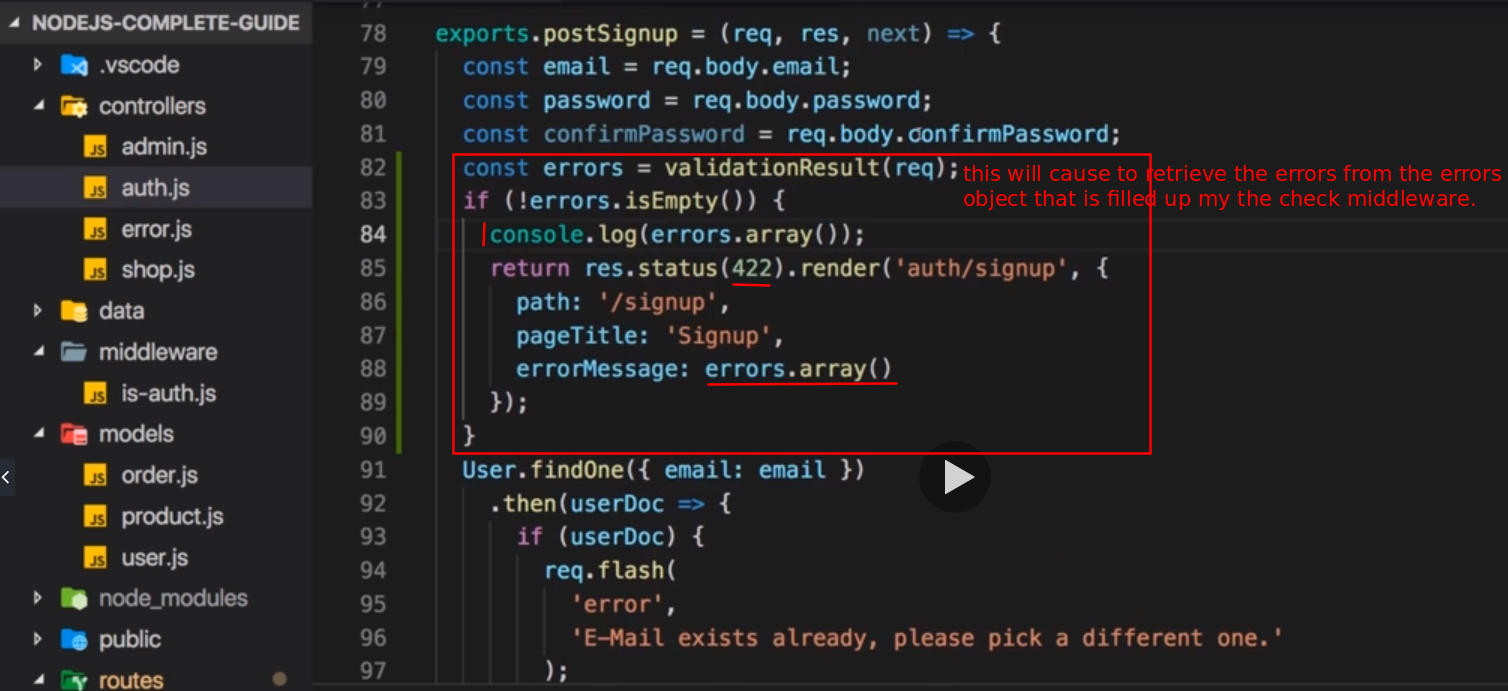 NODEJS-COMPLETE-GUIDE
.vscode
controllers
admin.js
auth.js
error.js
shop.js
data
middleware
is-auth.js
models
order.js
product.js
user.js
node_modules
public
routes
78 exports.postSignup = (req, res, next) => {
79 const email = req.body.email;
80 const password = req.body.password;
81 const confirmPassword = req.body.confirmPassword;
82 const errors = validationResult(req);
83 if (!errors.isEmpty()) {
84 console.log(errors.array());
85 return res.status(422).render('auth/signup', {
86 path: '/signup',
87 pageTitle: 'Signup',
88 errorMessage: errors.array()
89 });
90 }
91 User.findOne({ email: email })
92 .then(userDoc => {
93 if (userDoc) {
94 req.flash(
95 'error',
96 'E-Mail exists already, please pick a different one.'
97 );
this will cause to retrieve the errors from the errors
object that is filled up my the check middleware.